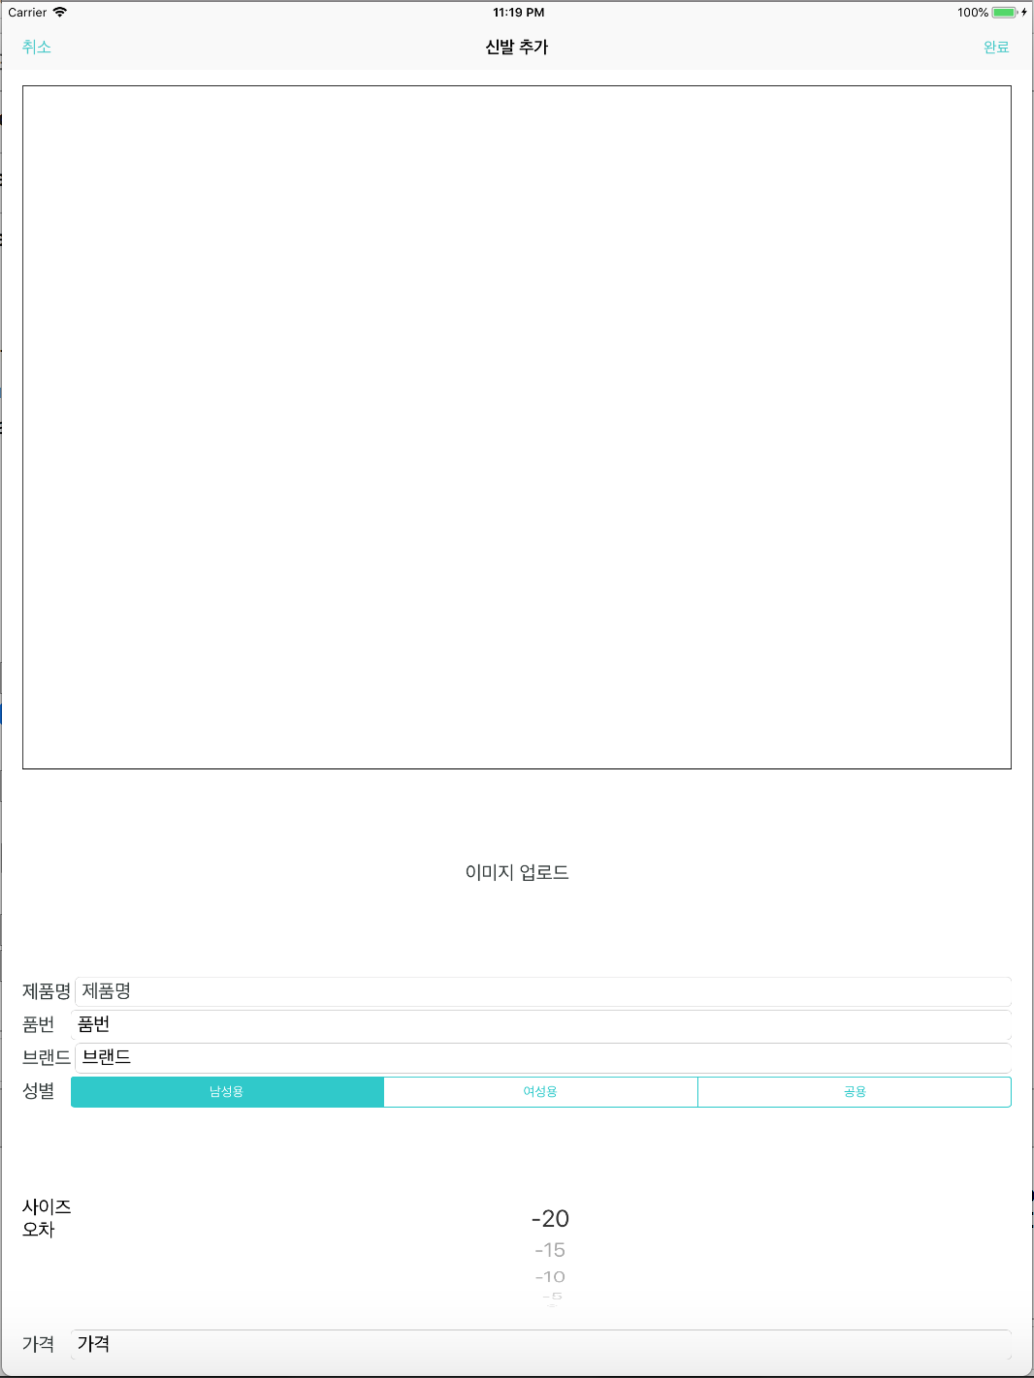 Carrier 11:19 PM 100%
취소 신발 추가 완료
이미지 업로드
제품명 제품명
품번 품번
브랜드 브랜드
성별 남성용 여성용 공용
사이즈
오차
-20
-15
-10
-5
가격 가격